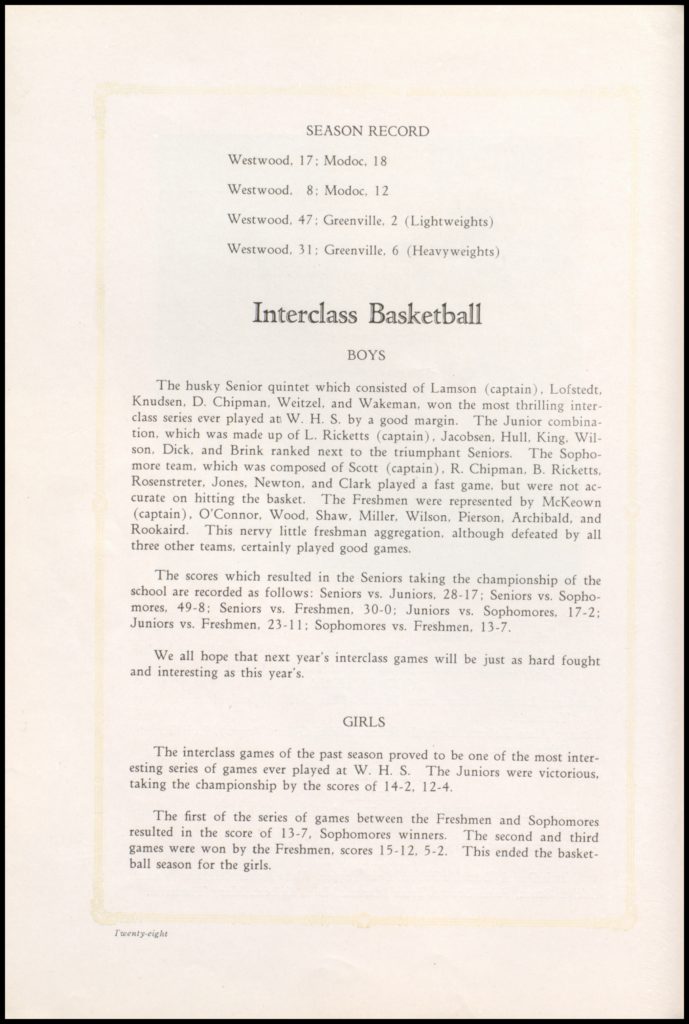 SEASON RECORD
Westwood, 17; Modoc, 18
Westwood, 8; Modoc, 12
Westwood, 47; Greenville, 2 (Lightweights)
Westwood, 31; Greenville, 6 (Heavyweights)
Interclass Basketball
BOYS
The husky Senior quintet which consisted of Lamson (captain), Lofstedt,
Knudsen, D. Chipman, Weitzel, and Wakeman, won the most thrilling inter-
class series ever played at W. H. S. by a good margin. The Junior combina-
tion, which was made up of L. Ricketts (captain), Jacobsen, Hull, King, Wil-
son, Dick, and Brink ranked next to the triumphant Seniors. The Sopho-
more team, which was composed of Scott (captain), R. Chipman, B. Ricketts,
Rosenstreter, Jones, Newton, and Clark played a fast game, but were not ac-
curate on hitting the basket. The Freshmen were represented by McKeown
(captain), O'Connor, Wood, Shaw, Miller, Wilson, Pierson, Archibald, and
Rookaird. This nervy little freshman aggregation, although defeated by all
three other teams, certainly played good games.
The scores which resulted in the Seniors taking the championship of the
school are recorded as follows: Seniors vs. Juniors, 28-17; Seniors vs. Sopho-
mores, 49-8; Seniors vs. Freshmen, 30-0; Juniors vs. Sophomores, 17-2;
Juniors vs. Freshmen, 23-11; Sophomores vs. Freshmen, 13-7.
We all hope that next year's interclass games will be just as hard fought
and interesting as this year's.
GIRLS
The interclass games of the past season proved to be one of the most inter-
esting series of games ever played at W. H. S. The Juniors were victorious,
taking the championship by the scores of 14-2, 12-4.
The first of the series of games between the Freshmen and Sophomores
resulted in the score of 13-7, Sophomores winners. The second and third
games were won by the Freshmen, scores 15-12, 5-2. This ended the basket-
ball season for the girls.
Twenty-eight